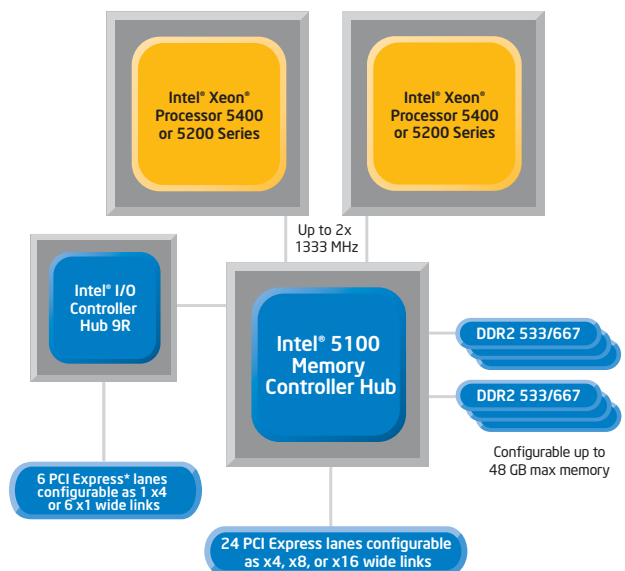 Intel® Xeon®
Processor 5400
or 5200 Series
Intel® Xeon®
Processor 5400
or 5200 Series
Up to 2x
1333 MHz
Intel® I/O
Controller
Hub 9R
Intel® 5100
Memory
Controller Hub
DDR2 533/667
DDR2 533/667
Configurable up to
48 GB max memory
6 PCI Express* lanes
configurable as 1 x4
or 6 x1 wide links
24 PCI Express lanes configurable
as x4, x8, or x16 wide links